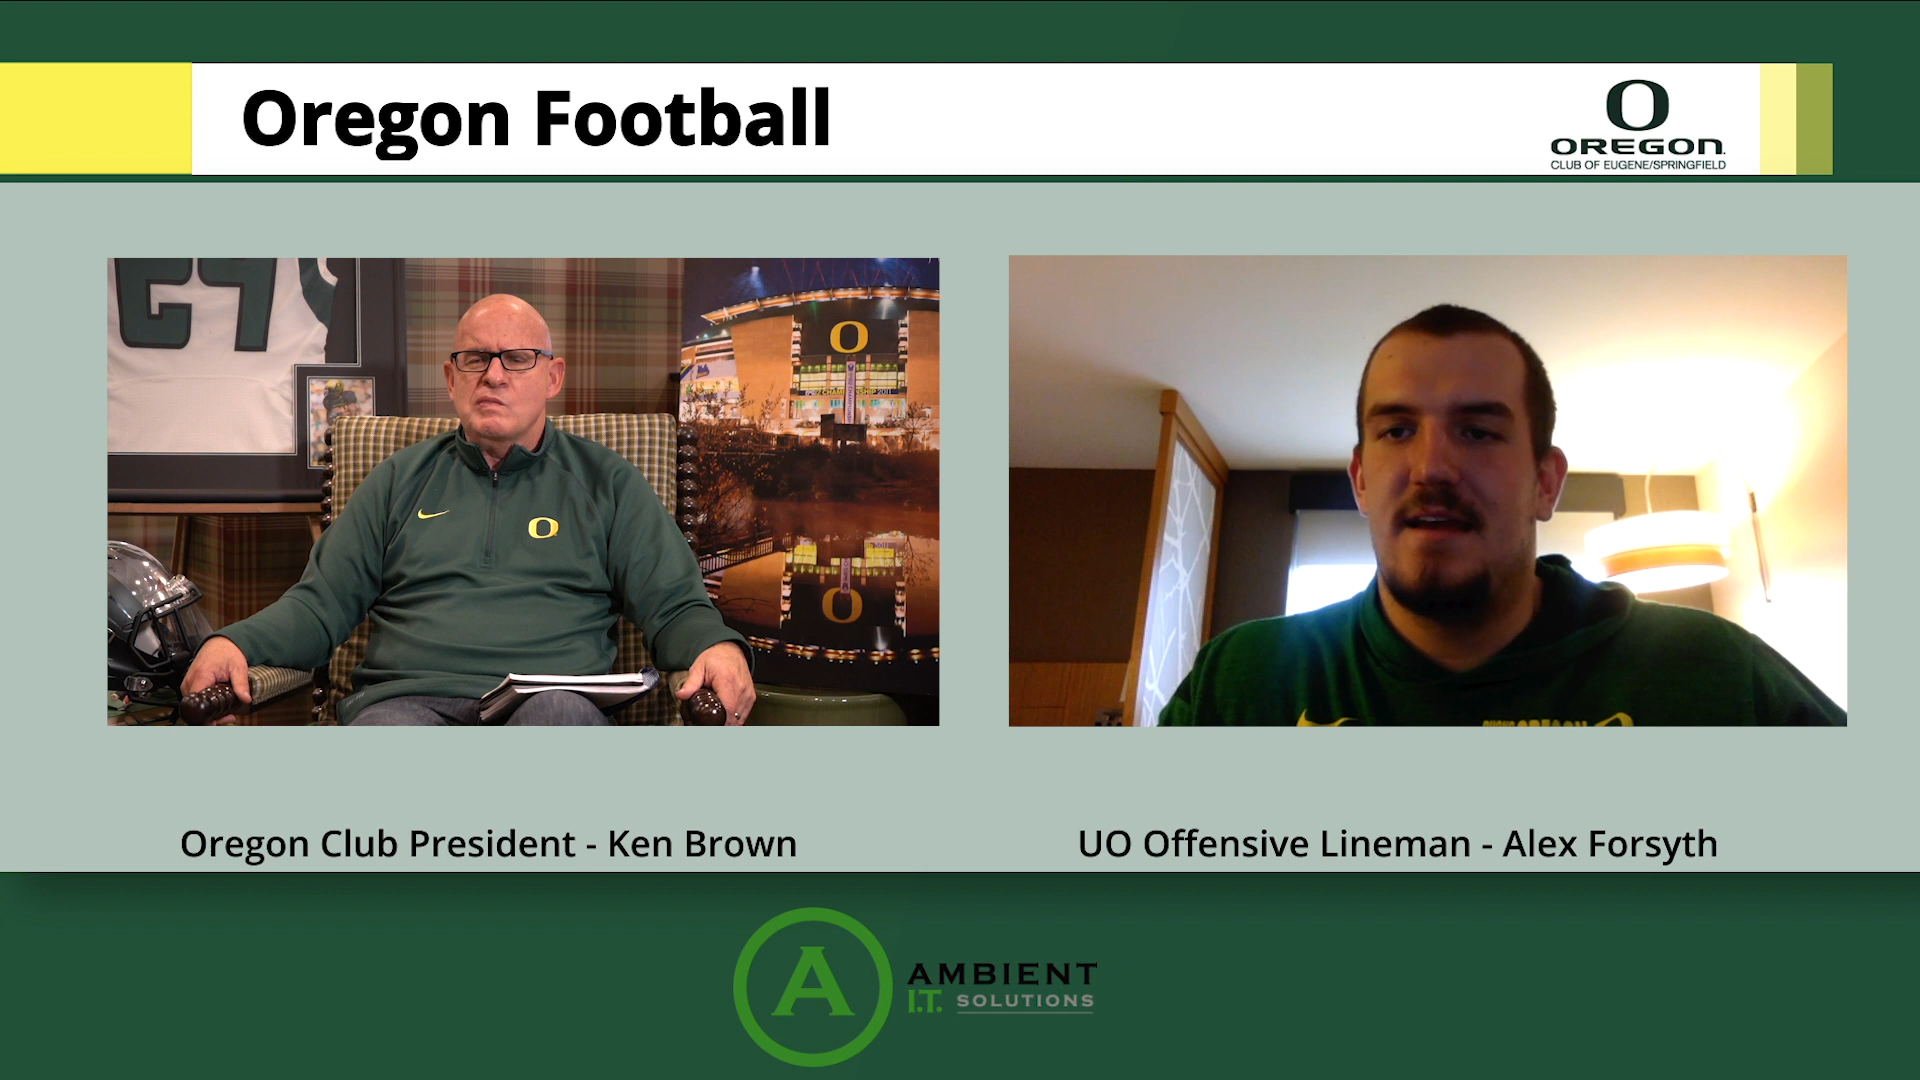 Oregon Football
O
OREGON
CLUB OF EUGENE/SPRINGFIELD
O
O
O
Oregon Club President - Ken Brown
UO Offensive Lineman - Alex Forsyth
A
AMBIENT
I.T. SOLUTIONS